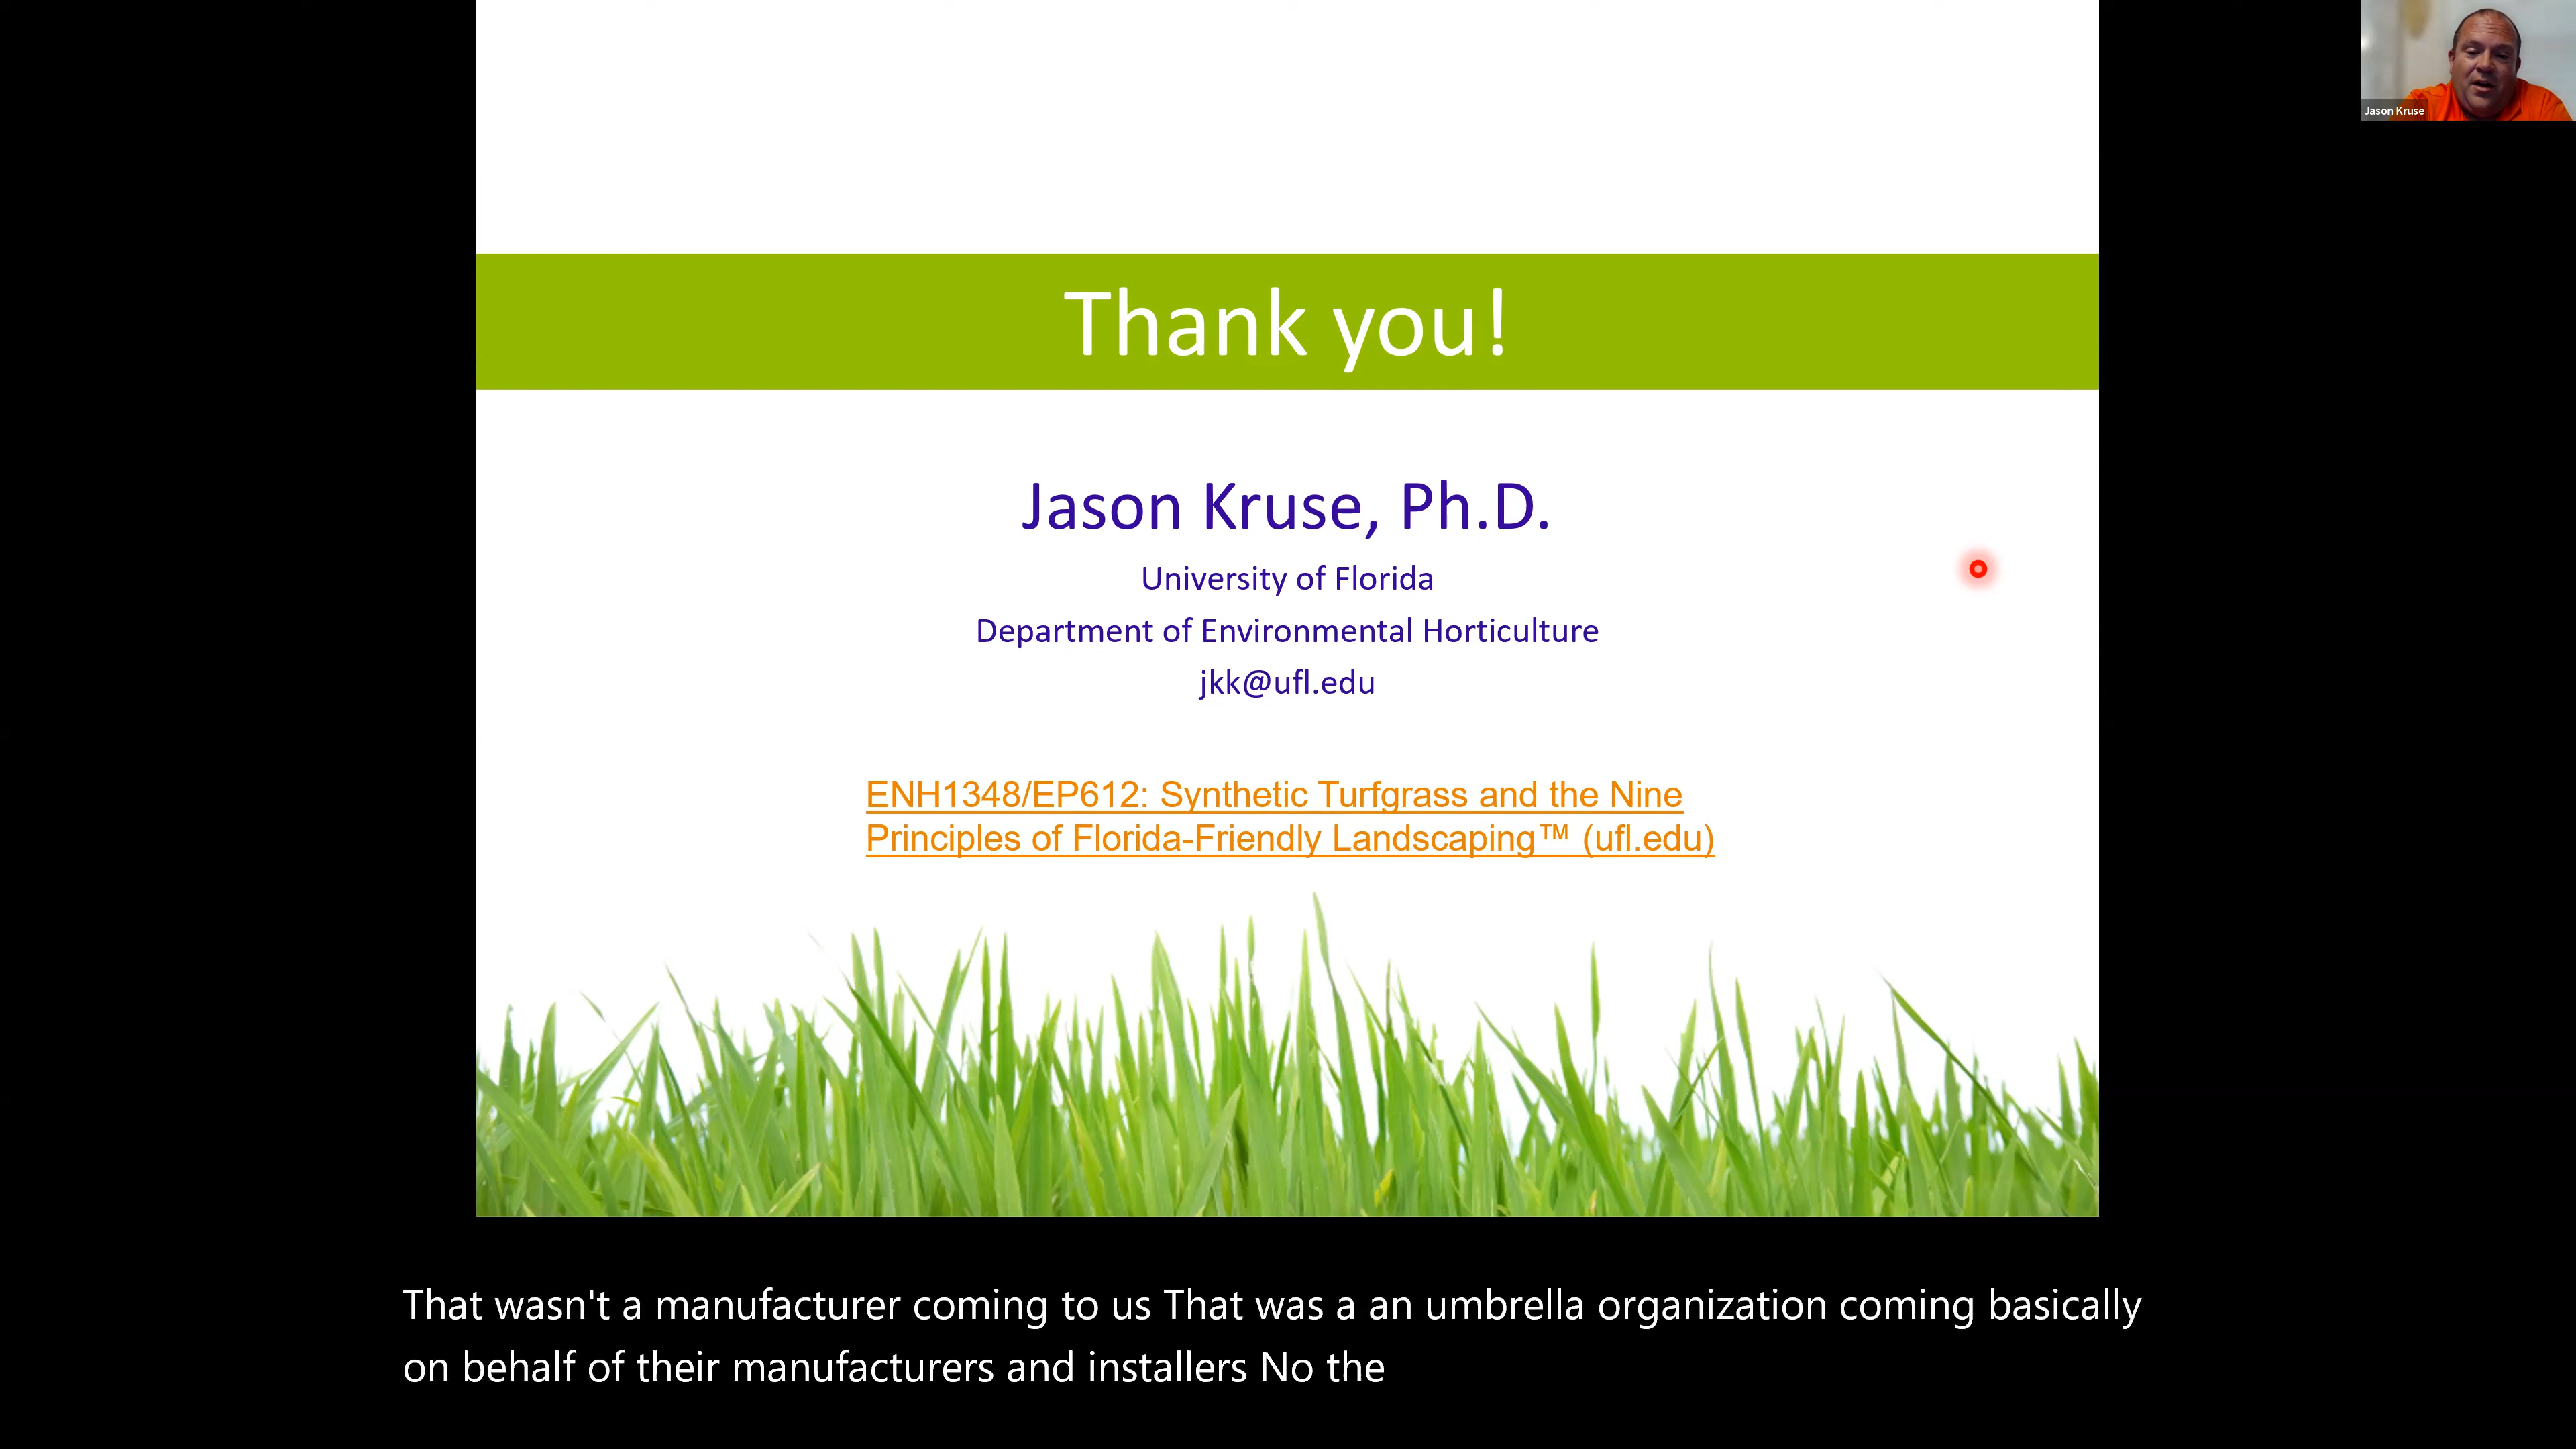 Jason Kruse
Thank you!
Jason Kruse, Ph.D.
University of Florida
Department of Environmental Horticulture
jkk@ufl.edu
ENH1348/EP612: Synthetic Turfgrass and the Nine
Principles of Florida-Friendly Landscaping™ (ufl.edu)
That wasn't a manufacturer coming to us That was a an umbrella organization coming basically
on behalf of their manufacturers and installers No the